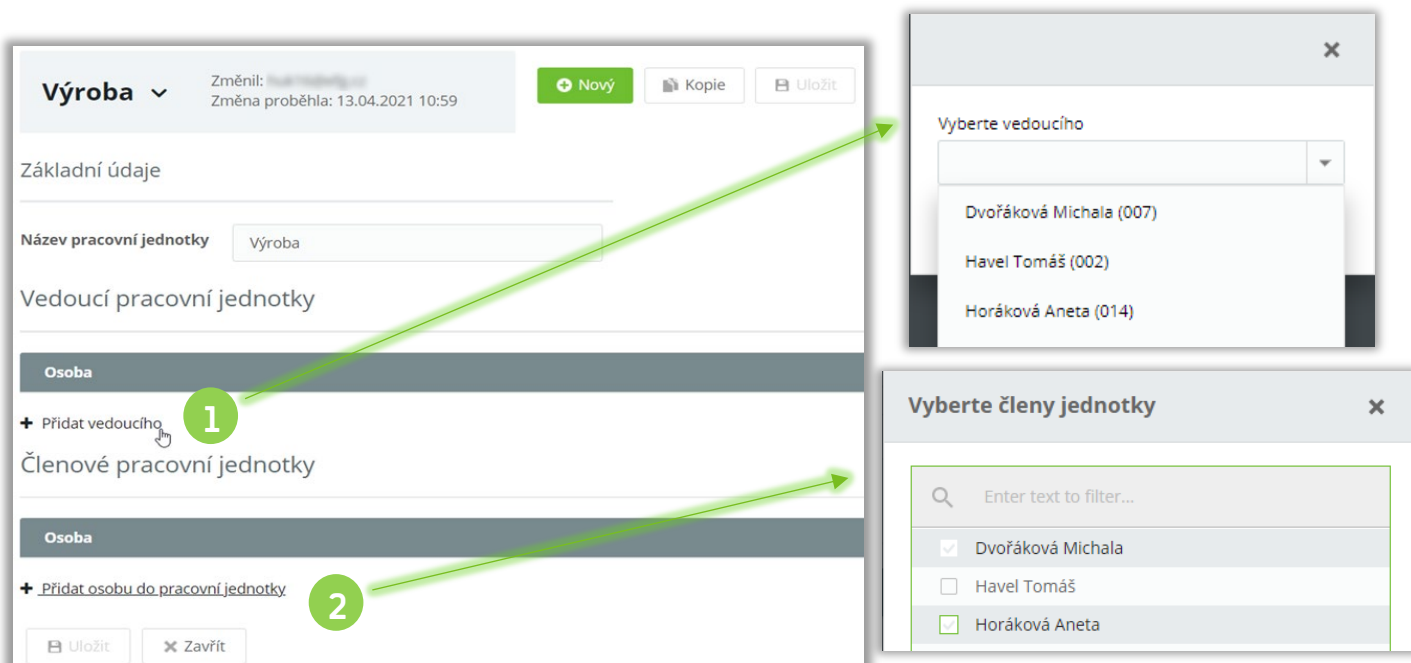 Výroba
Změnil:
Změna proběhla: 13.04.2021 10:59
Nový
Kopie
Uložit
Základní údaje
Název pracovní jednotky
Výroba
Vedoucí pracovní jednotky
Osoba
Přidat vedoucího
1
Členové pracovní jednotky
Osoba
Přidat osobu do pracovní jednotky
2
Uložit
Zavřít
Vyberte vedoucího
Dvořáková Michala (007)
Havel Tomáš (002)
Horáková Aneta (014)
Vyberte členy jednotky
Enter text to filter...
Dvořáková Michala
Havel Tomáš
Horáková Aneta